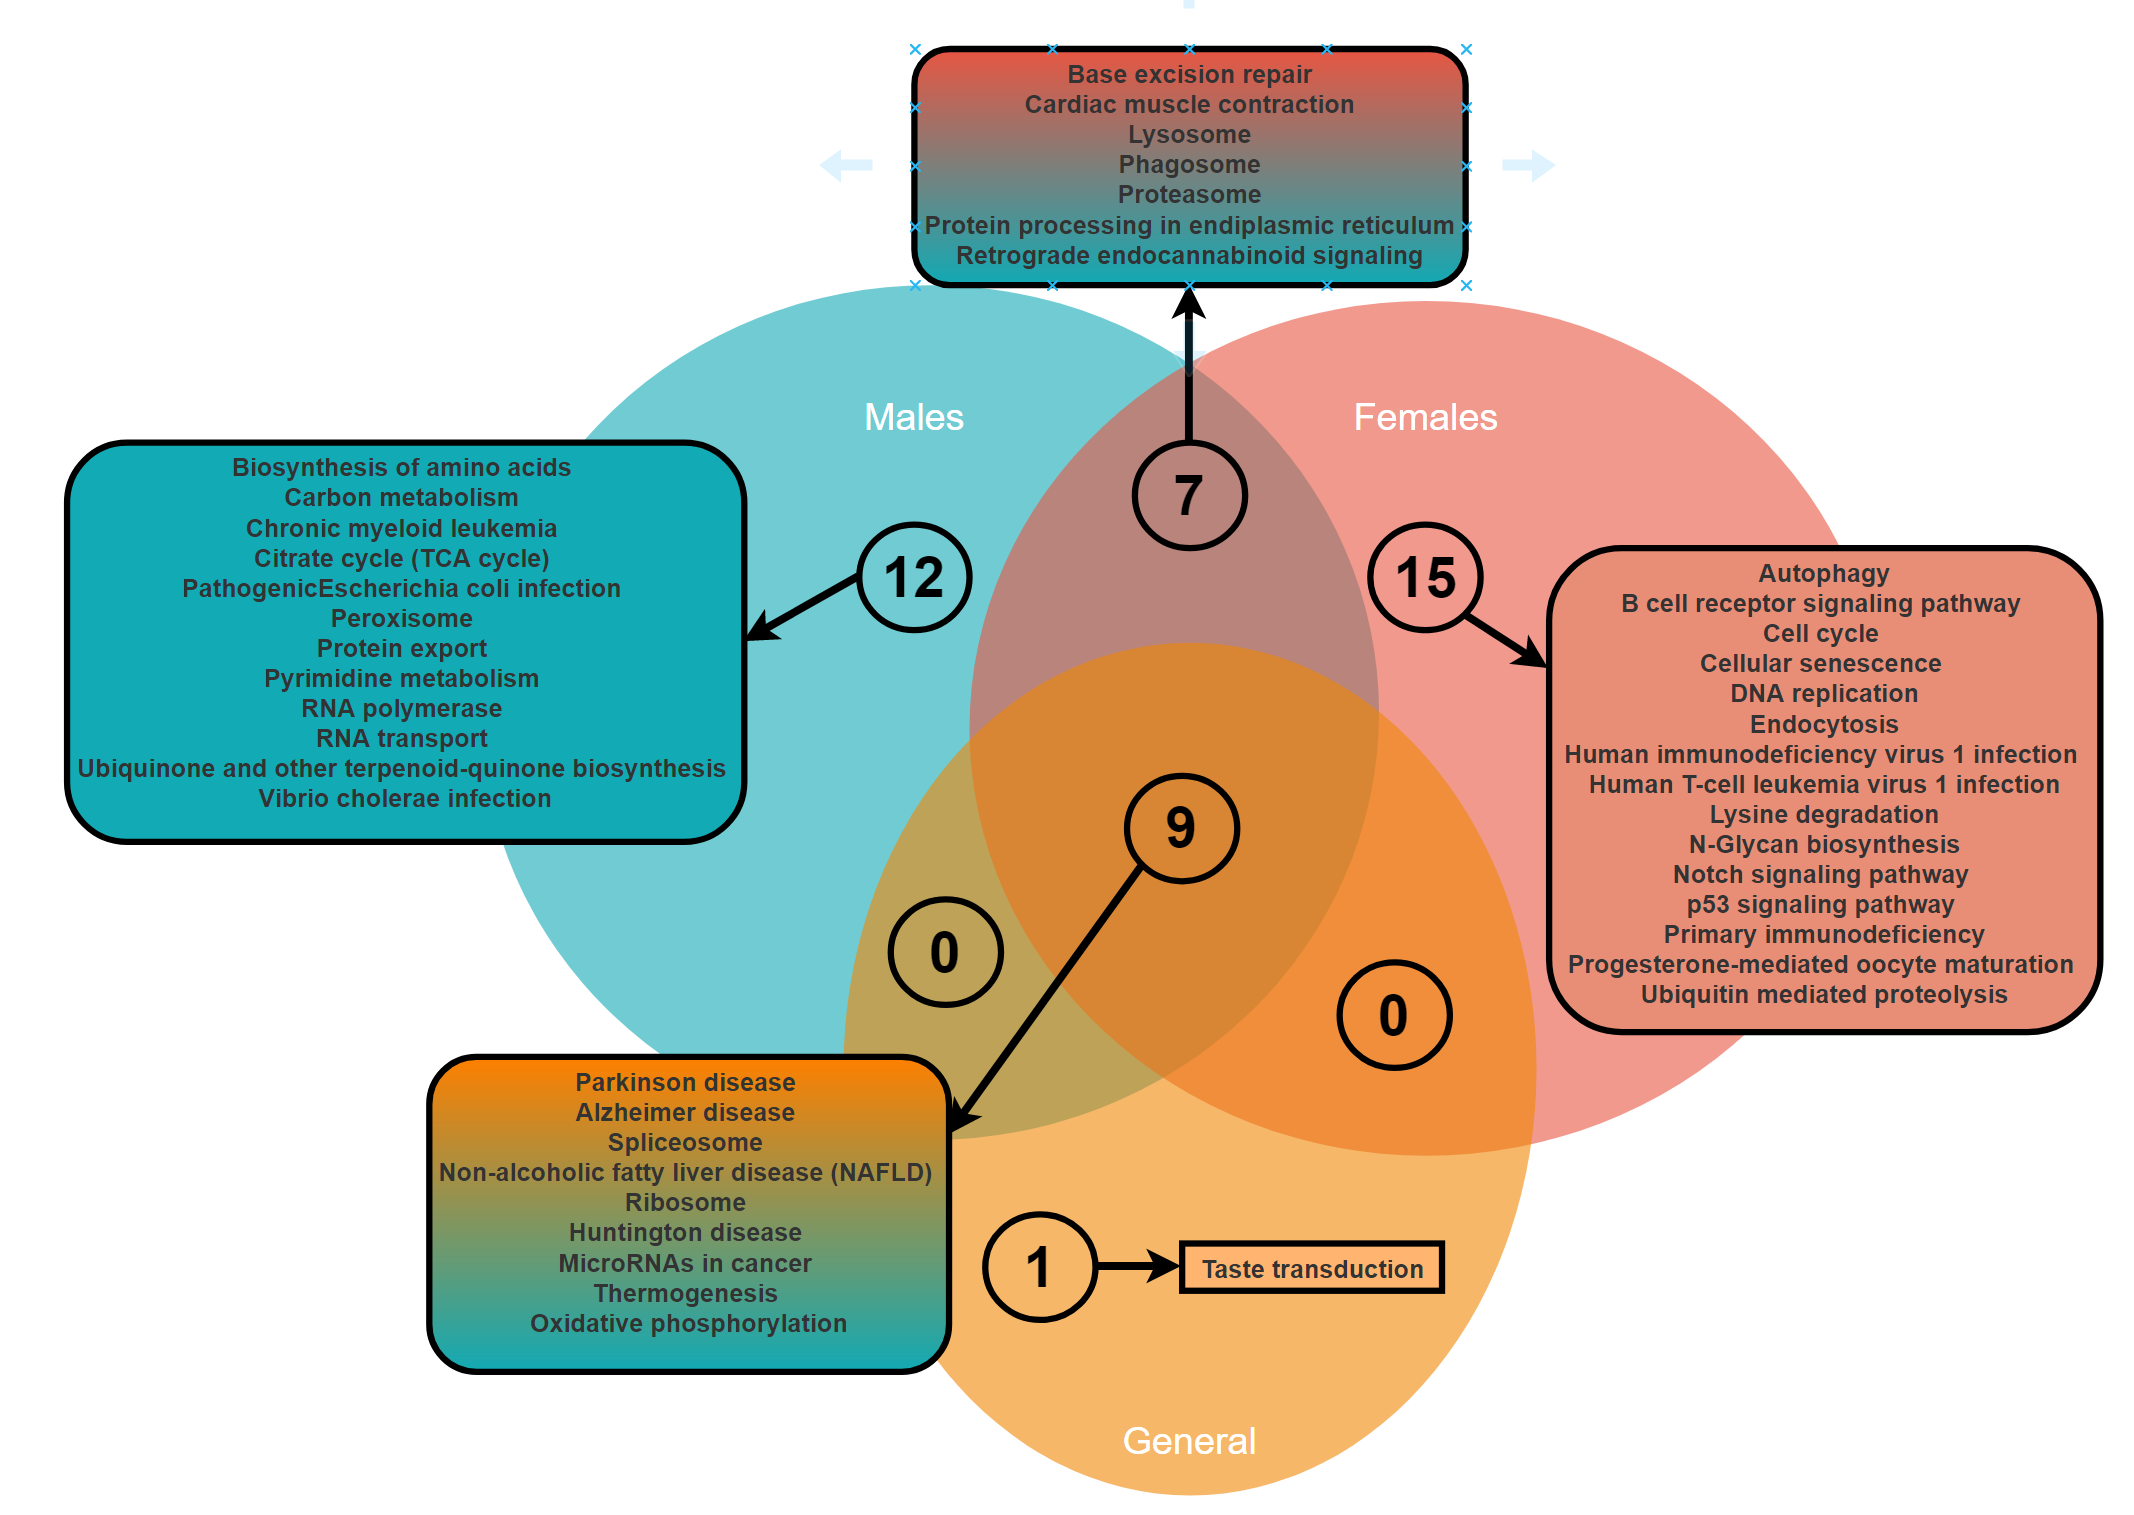 Base excision repair
Cardiac muscle contraction
Lysosome
Phagosome
Proteasome
Protein processing in endiplasmic reticulum
Retrograde endocannabinoid signaling
Males
Females
7
12
15
Biosynthesis of amino acids
Carbon metabolism
Chronic myeloid leukemia
Citrate cycle (TCA cycle)
PathogenicEscherichia coli infection
Peroxisome
Protein export
Pyrimidine metabolism
RNA polymerase
RNA transport
Ubiquinone and other terpenoid-quinone biosynthesis
Vibrio cholerae infection
Autophagy
B cell receptor signaling pathway
Cell cycle
Cellular senescence
DNA replication
Endocytosis
Human immunodeficiency virus 1 infection
Human T-cell leukemia virus 1 infection
Lysine degradation
N-Glycan biosynthesis
Notch signaling pathway
p53 signaling pathway
Primary immunodeficiency
Progesterone-mediated oocyte maturation
Ubiquitin mediated proteolysis
9
0
0
Parkinson disease
Alzheimer disease
Spliceosome
Non-alcoholic fatty liver disease (NAFLD)
Ribosome
Huntington disease
MicroRNAs in cancer
Thermogenesis
Oxidative phosphorylation
1
Taste transduction
General